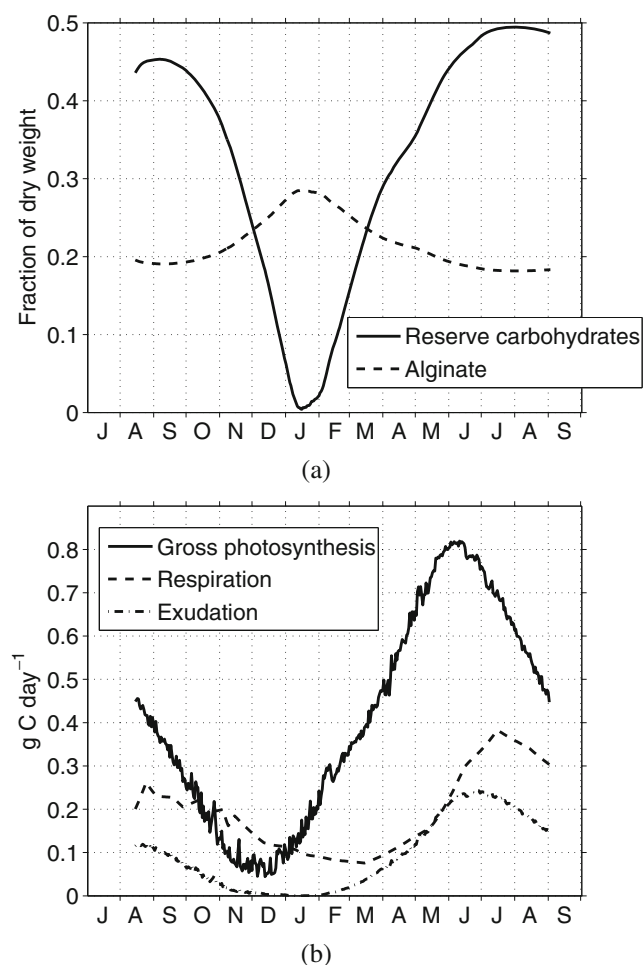 0.5
0.4
0.3
0.2
0.1
0
Fraction of dry weight
Reserve carbohydrates
Alginate
J A S O N D J F M A M J J A S
(a)
Gross photosynthesis
Respiration
Exudation
0.8
0.7
0.6
0.5
0.4
0.3
0.2
0.1
0
g C day⁻¹
J A S O N D J F M A M J J A S
(b)